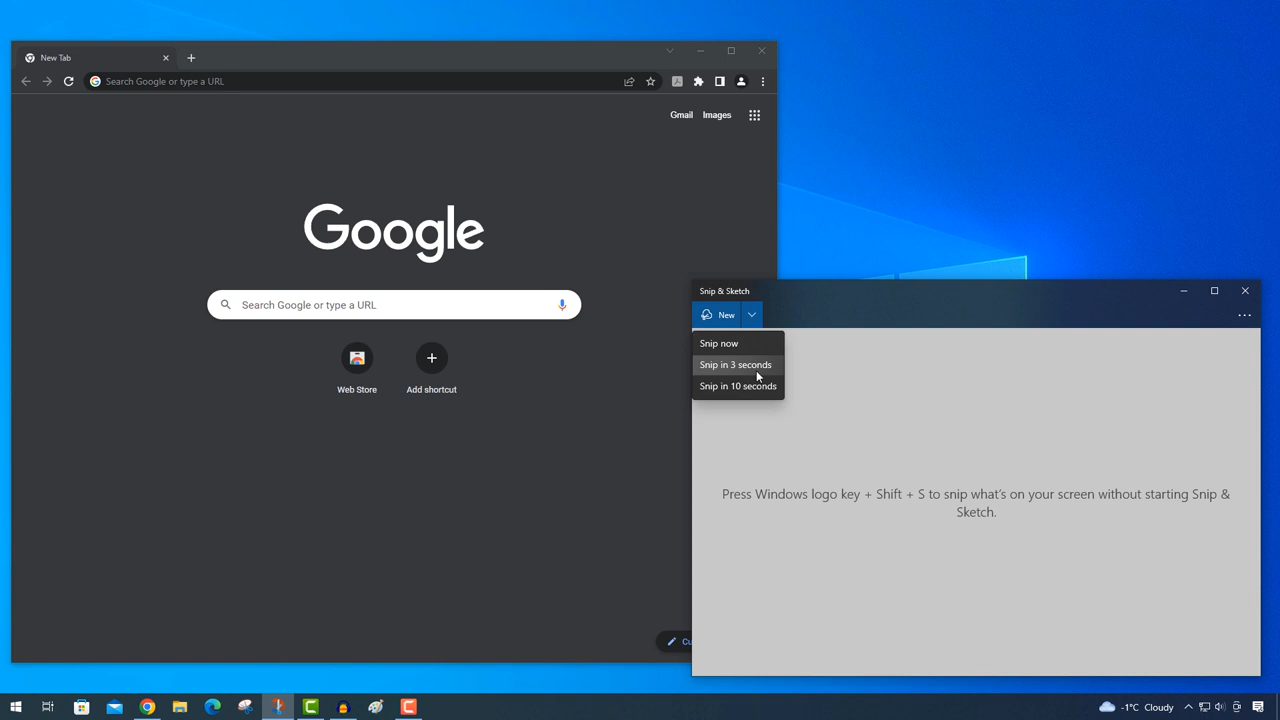 New Tab
Search Google or type a URL
Gmail Images
Google
Search Google or type a URL
Web Store Add shortcut
Cu
Snip & Sketch
New
Snip now
Snip in 3 seconds
Snip in 10 seconds
Press Windows logo key + Shift + S to snip what's on your screen without starting Snip &
Sketch.
-1°C Cloudy